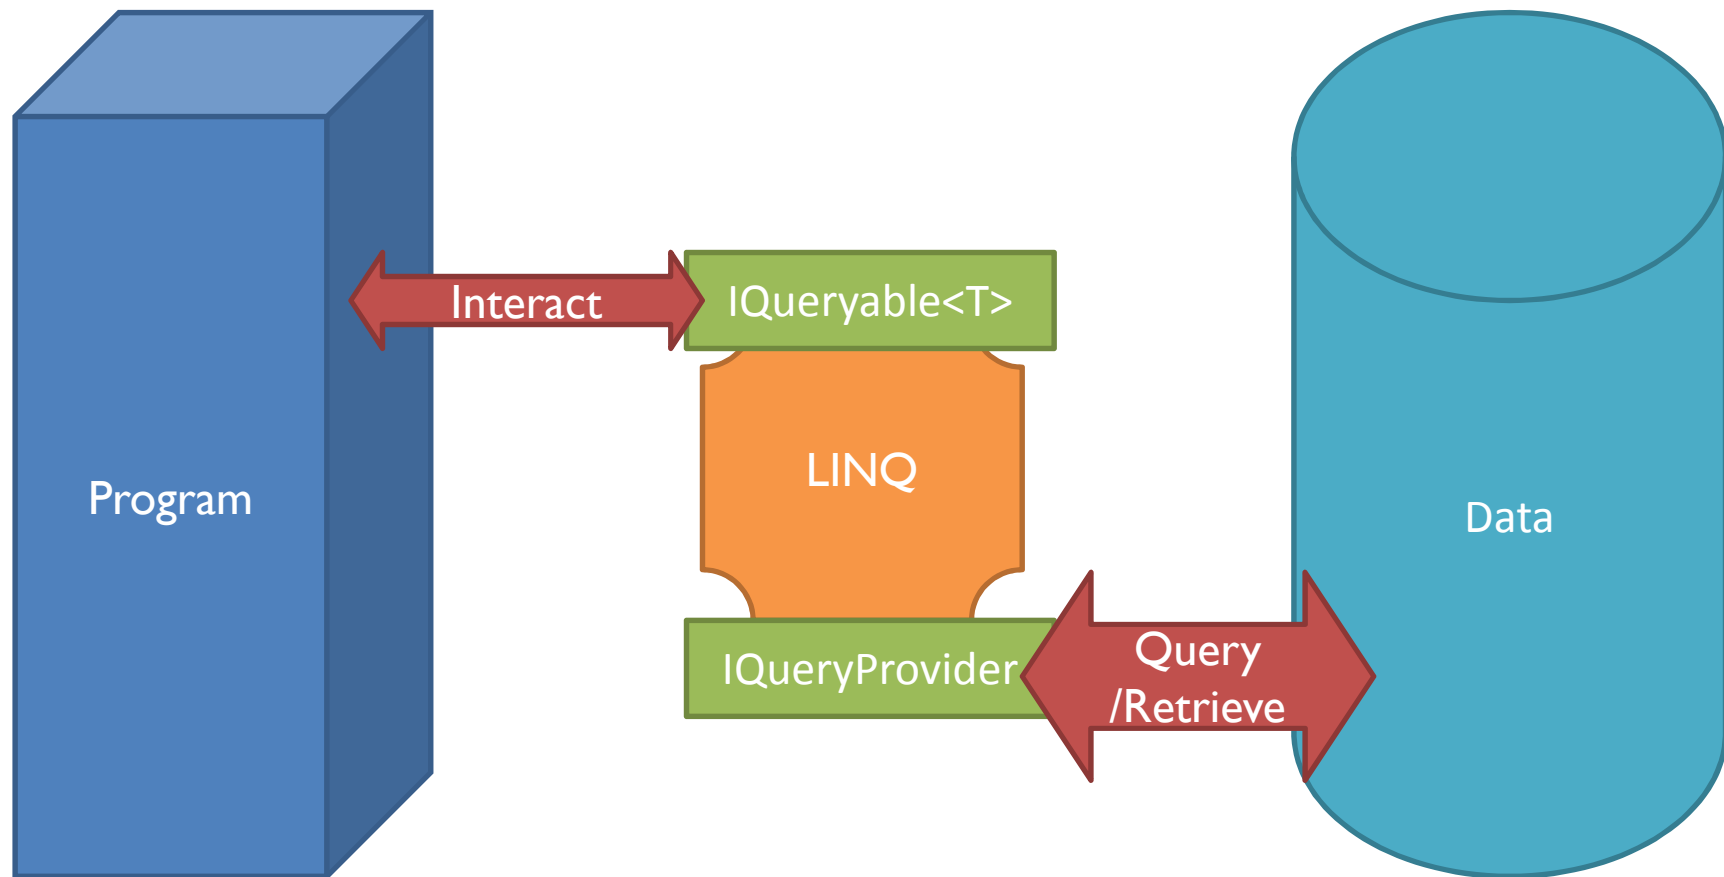 Interact
IQueryable<T>
LINQ
Program
Data
IQueryProvider
Query
/Retrieve